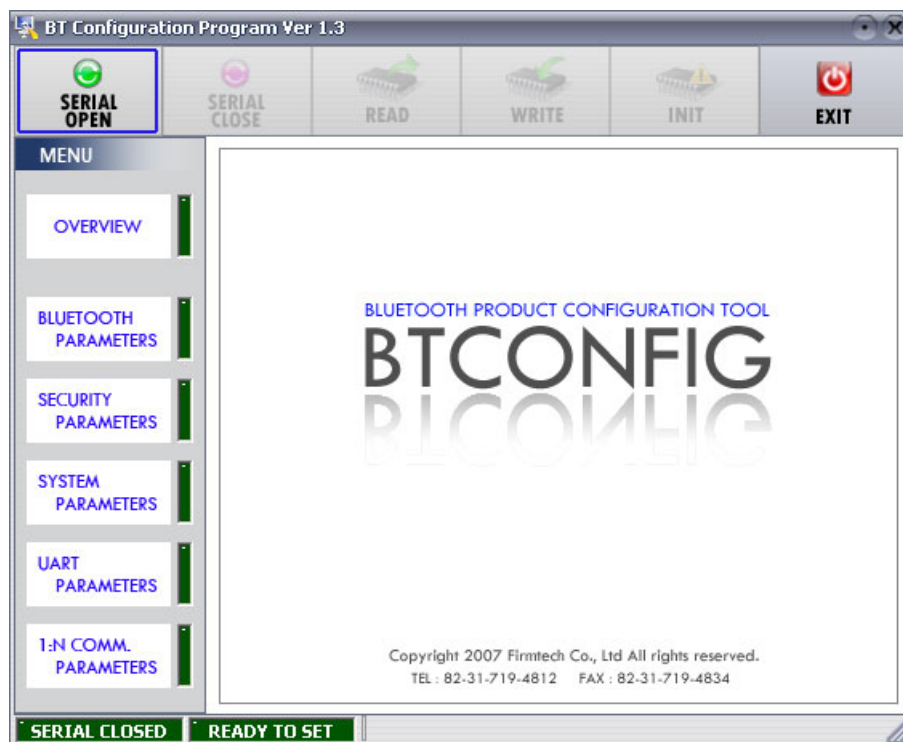 BT Configuration Program Ver 1.3
SERIAL
OPEN
SERIAL
CLOSE
READ
WRITE
INIT
EXIT
MENU
OVERVIEW
BLUETOOTH
PARAMETERS
SECURITY
PARAMETERS
SYSTEM
PARAMETERS
UART
PARAMETERS
1:N COMM.
PARAMETERS
BLUETOOTH PRODUCT CONFIGURATION TOOL
BTCONFIG
Copyright 2007 Firmtech Co., Ltd All rights reserved.
TEL : 82-31-719-4812 FAX : 82-31-719-4834
SERIAL CLOSED
READY TO SET